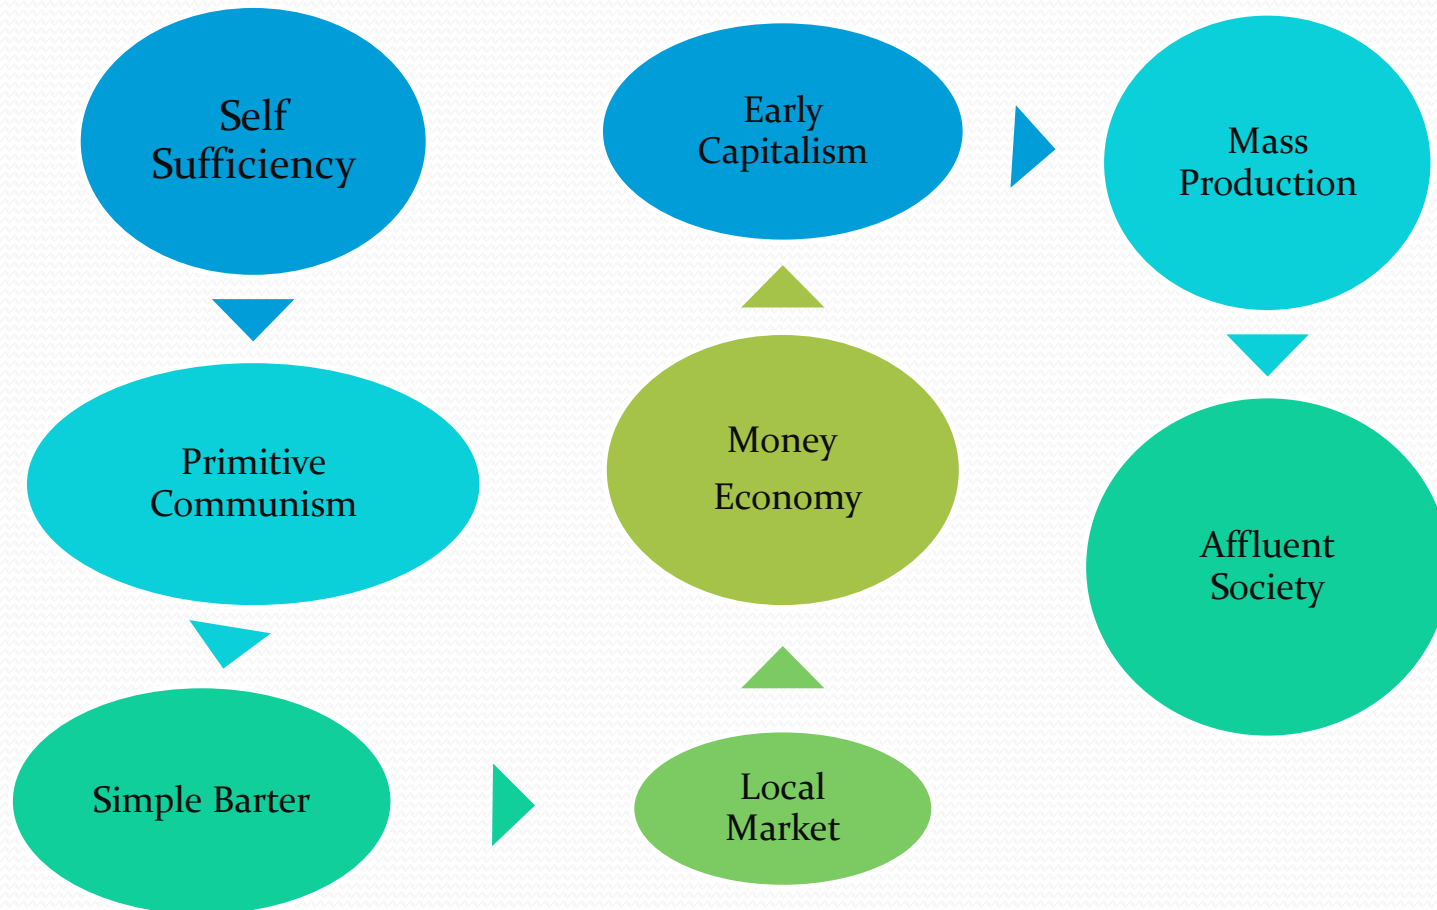 Self
Sufficiency
Primitive
Communism
Simple Barter
Local
Market
Money
Economy
Early
Capitalism
Mass
Production
Affluent
Society